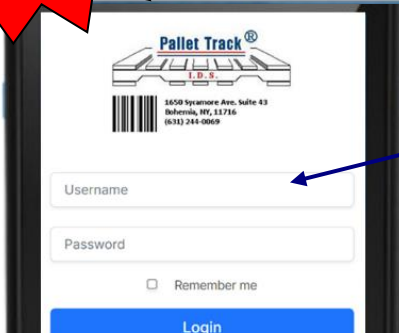 Pallet Track®
I.D.S.
1650 Sycamore Ave. Suite 43
Bohemia, NY, 11716
(631) 244-0069
Username
Password
Remember me
Login